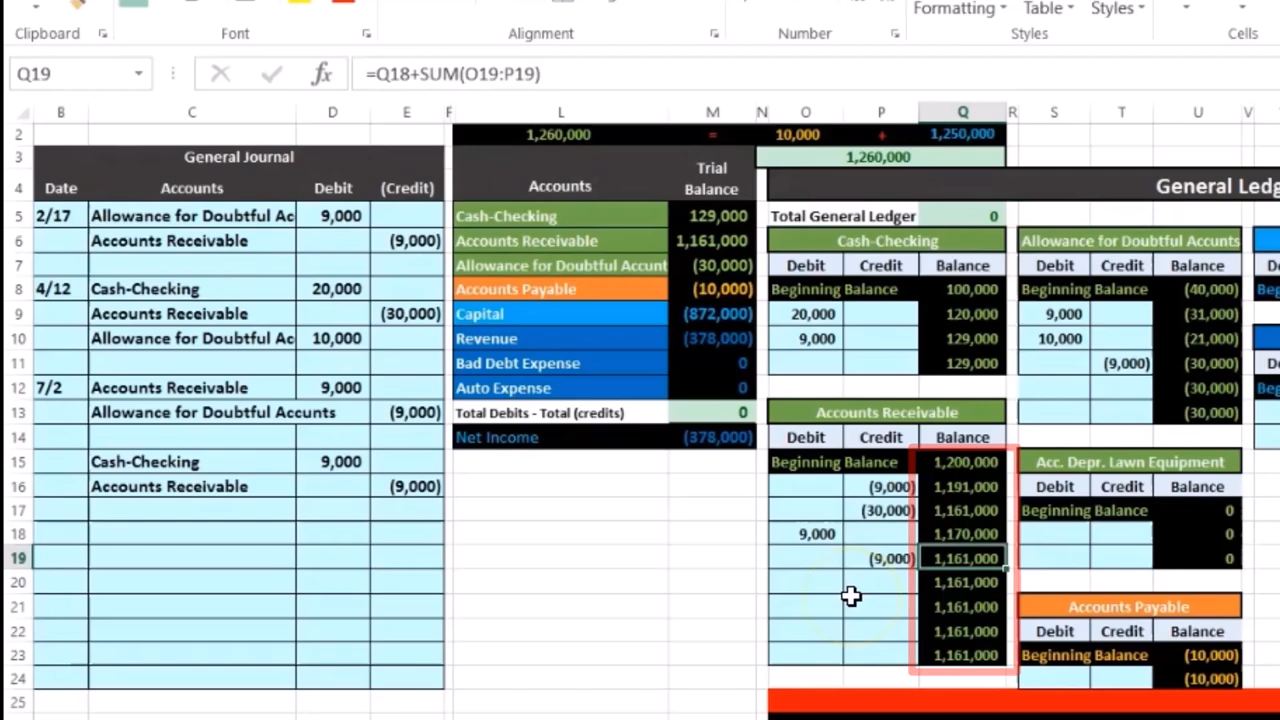 Formatting Table Styles
Clipboard Font Alignment Number Styles Cells
Q19 fx =Q18+SUM(O19:P19)
B C D E F L M N O P Q R S T U V
2 1,260,000 = 10,000 + 1,250,000
3 General Journal Trial Balance 1,260,000
4 Date Accounts Debit (Credit) Accounts General Ledg
5 2/17 Allowance for Doubtful Ac 9,000 Cash-Checking 129,000 Total General Ledger 0
6 Accounts Receivable (9,000) Accounts Receivable 1,161,000 Cash-Checking Allowance for Doubtful Accunts
7 Allowance for Doubtful Accunt (30,000) Debit Credit Balance Debit Credit Balance
8 4/12 Cash-Checking 20,000 Accounts Payable (10,000) Beginning Balance 100,000 Beginning Balance (40,000) Beg
9 Accounts Receivable (30,000) Capital (872,000) 20,000 120,000 9,000 (31,000)
10 Allowance for Doubtful Ac 10,000 Revenue (378,000) 9,000 129,000 10,000 (21,000)
11 Bad Debt Expense 0 129,000 (9,000) (30,000) De
12 7/2 Accounts Receivable 9,000 Auto Expense 0 (30,000) Beg
13 Allowance for Doubtful Accunts (9,000) Total Debits - Total (credits) 0 Accounts Receivable (30,000)
14 Net Income (378,000) Debit Credit Balance
15 Cash-Checking 9,000 Beginning Balance 1,200,000 Acc. Depr. Lawn Equipment
16 Accounts Receivable (9,000) (9,000) 1,191,000 Debit Credit Balance
17 (30,000) 1,161,000 Beginning Balance 0
18 9,000 1,170,000 0
19 (9,000) 1,161,000 0
20 1,161,000
21 1,161,000 Accounts Payable
22 1,161,000 Debit Credit Balance
23 1,161,000 Beginning Balance (10,000)
24 (10,000)
25